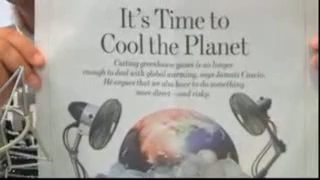 It's Time to
Cool the Planet
Cutting greenhouse gases is no longer
enough to deal with global warming, says Jamais Cascio.
He argues that we also have to do something
more direct—and risky.